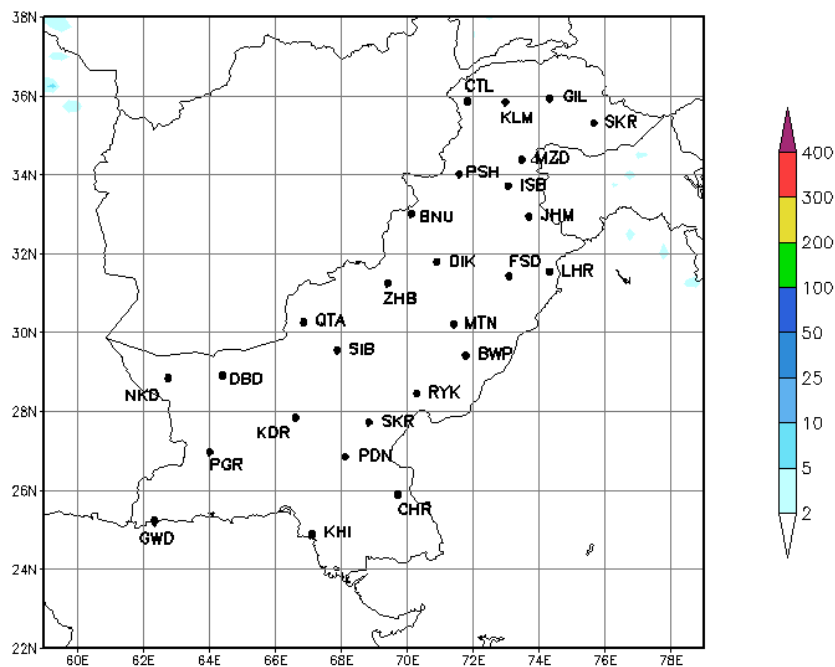 38N
CTL
36N
GIL
KLM
SKR
400
MZD
34N
PSH
ISB
300
BNU
JHM
200
32N
DIK
FSD
LHR
ZHB
100
QTA
MTN
50
30N
SIB
BWP
25
NKD
DBD
RYK
10
28N
KDR
SKR
PGR
PDN
5
26N
CHR
2
GWD
KHI
24N
22N
60E 62E 64E 66E 68E 70E 72E 74E 76E 78E